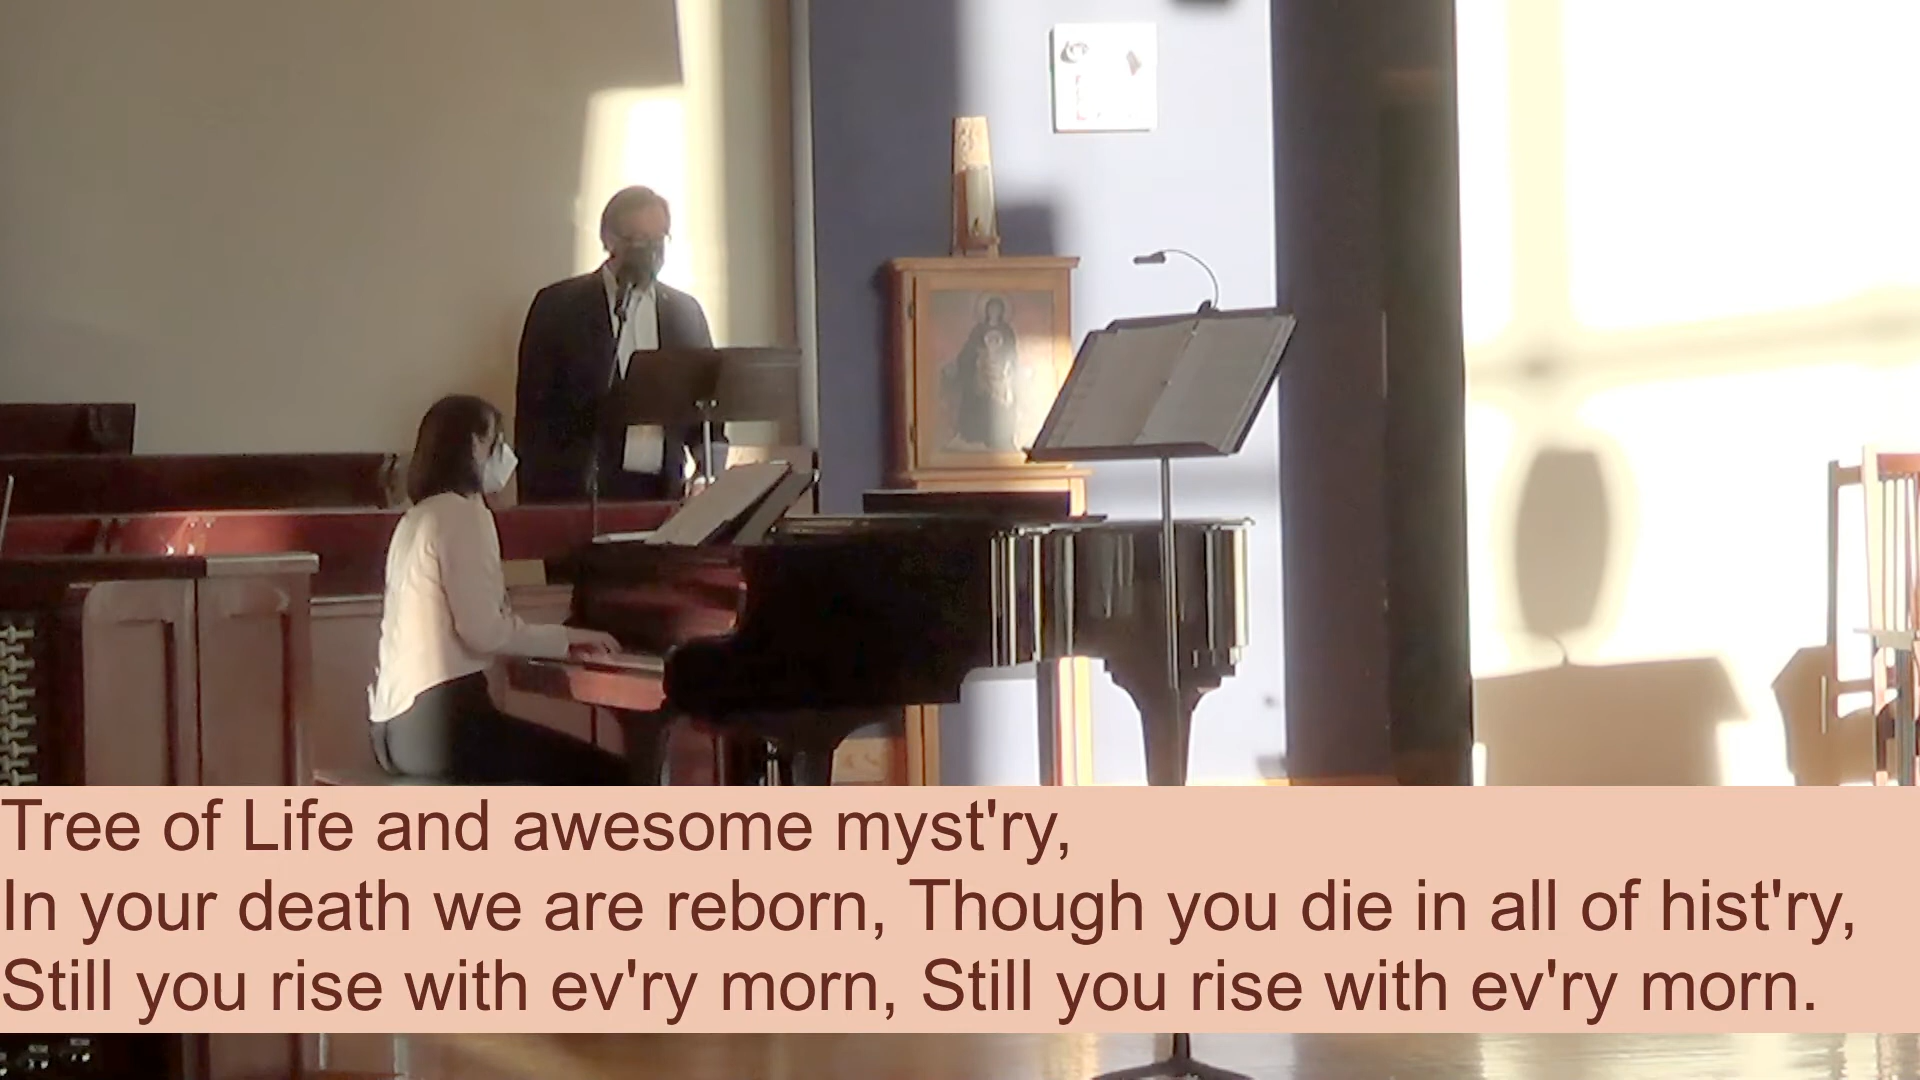 Tree of Life and awesome myst'ry,
In your death we are reborn, Though you die in all of hist'ry,
Still you rise with ev'ry morn, Still you rise with ev'ry morn.